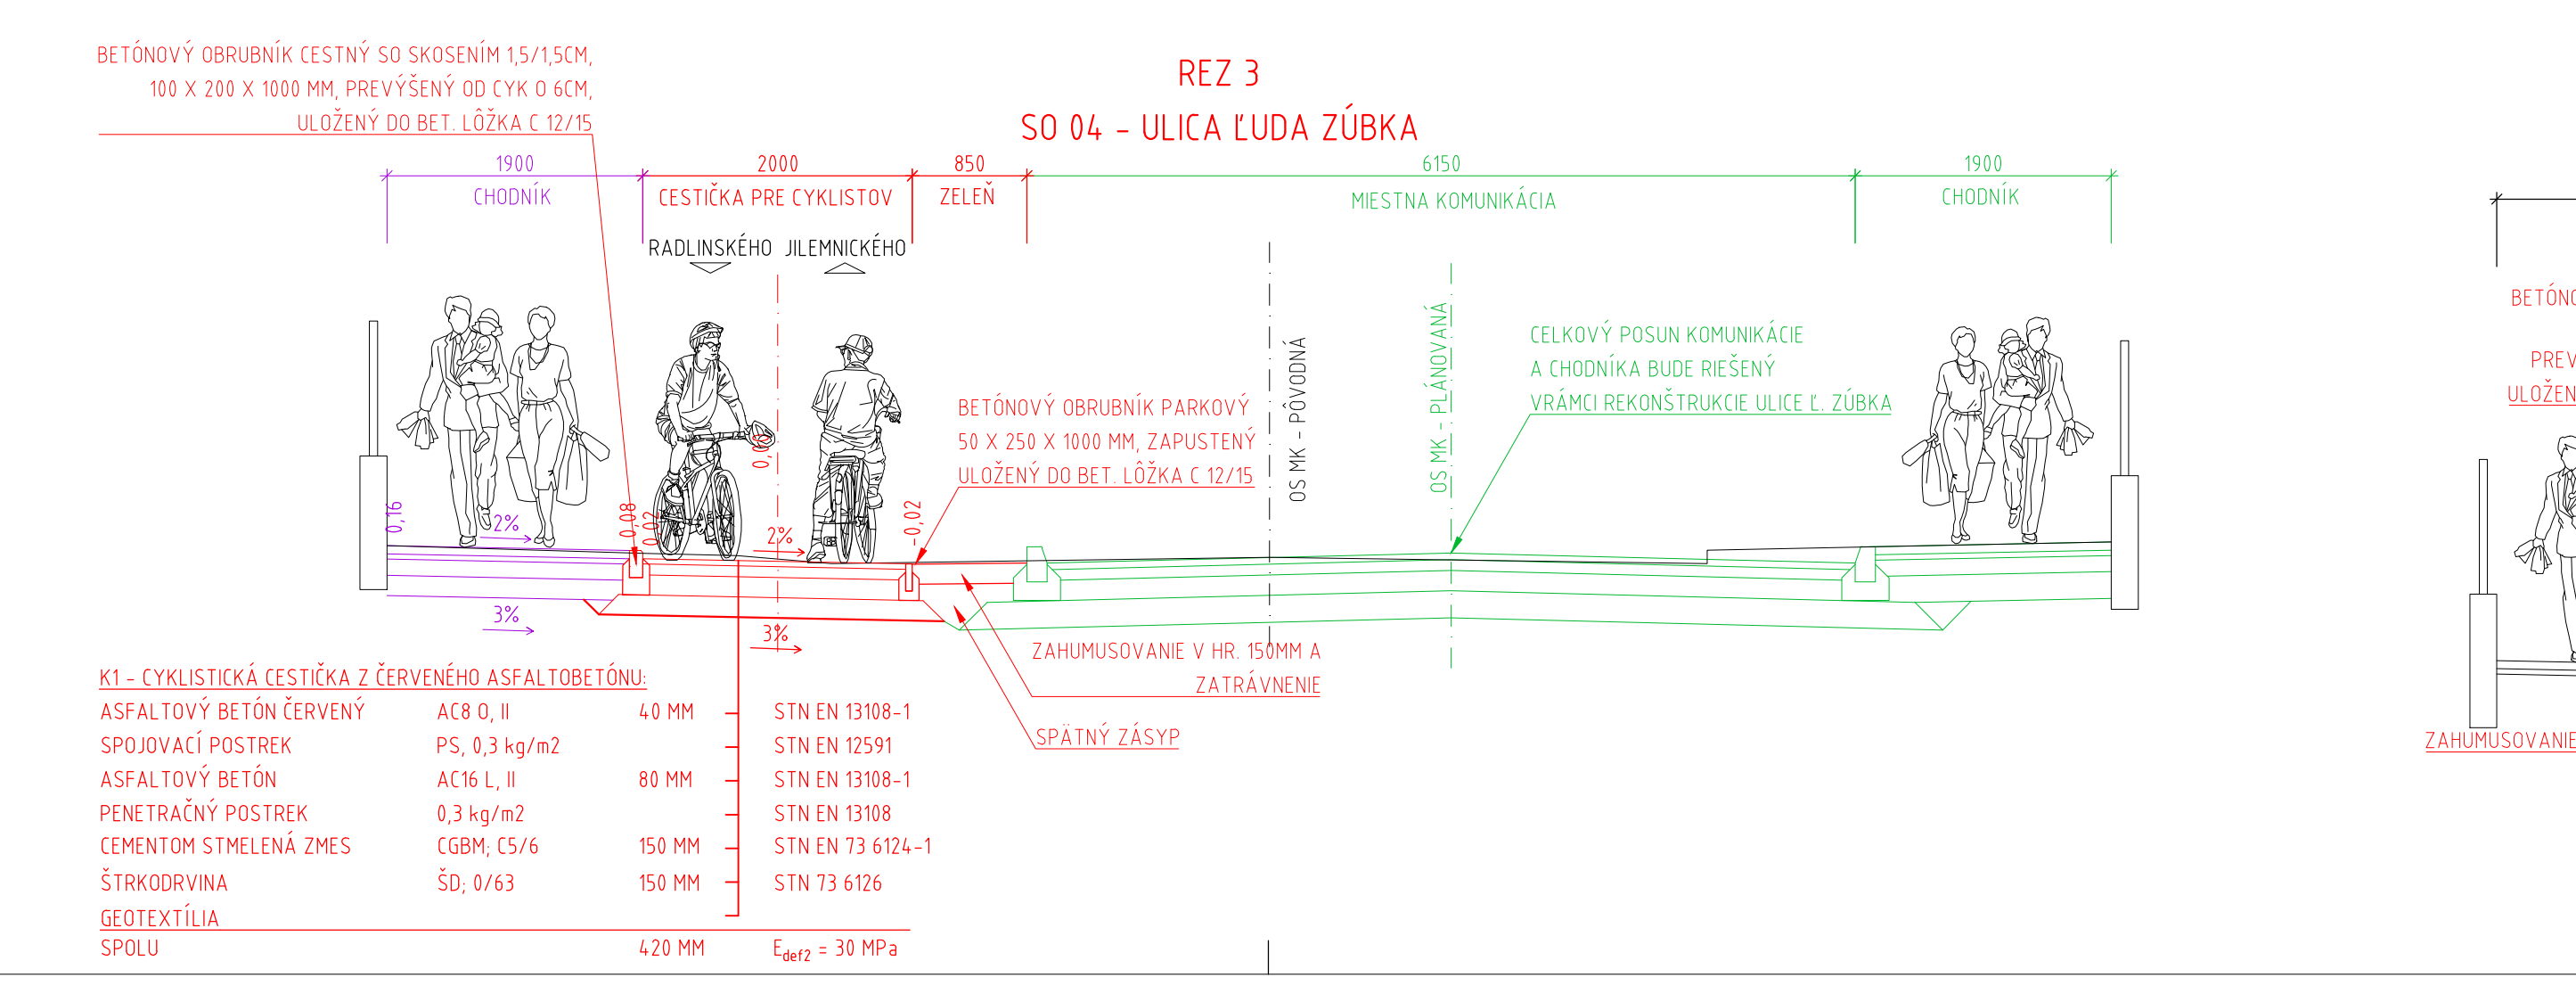 BETÓNOVÝ OBRUBNÍK CESTNÝ SO SKOSENÍM 1,5/1,5CM,
100 X 200 X 1000 MM, PREVÝŠENÝ OD CYK O 6CM,
ULOŽENÝ DO BET. LÔŽKA C 12/15
REZ 3
SO 04 - ULICA ĽUDA ZÚBKA
1900
2000
850
6150
1900
CHODNÍK
CESTIČKA PRE CYKLISTOV
ZELEŇ
MIESTNA KOMUNIKÁCIA
CHODNÍK
RADLINSKÉHO
JILEMNICKÉHO
OS MK - PÔVODNÁ
OS MK - PLÁNOVANÁ
CELKOVÝ POSUN KOMUNIKÁCIE
A CHODNÍKA BUDE RIEŠENÝ
VRÁMCI REKONŠTRUKCIE ULICE Ľ. ZÚBKA
BETÓNOVÝ OBRUBNÍK PARKOVÝ
50 X 250 X 1000 MM, ZAPUSTENÝ
ULOŽENÝ DO BET. LÔŽKA C 12/15
0,16
2%
0,08
0,02
0,00
2%
-0,02
3%
3%
ZAHUMUSOVANIE V HR. 150MM A
ZATRÁVNENIE
SPÄTNÝ ZÁSYP
K1 - CYKLISTICKÁ CESTIČKA Z ČERVENÉHO ASFALTOBETÓNU:
ASFALTOVÝ BETÓN ČERVENÝ AC8 O, II 40 MM STN EN 13108-1
SPOJOVACÍ POSTREK PS, 0,3 kg/m2 STN EN 12591
ASFALTOVÝ BETÓN AC16 L, II 80 MM STN EN 13108-1
PENETRAČNÝ POSTREK 0,3 kg/m2 STN EN 13108
CEMENTOM STMELENÁ ZMES CGBM; C5/6 150 MM STN EN 73 6124-1
ŠTRKODRVINA ŠD; 0/63 150 MM STN 73 6126
GEOTEXTÍLIA
SPOLU 420 MM Edef2 = 30 MPa
ZAHUMUSOVANIE